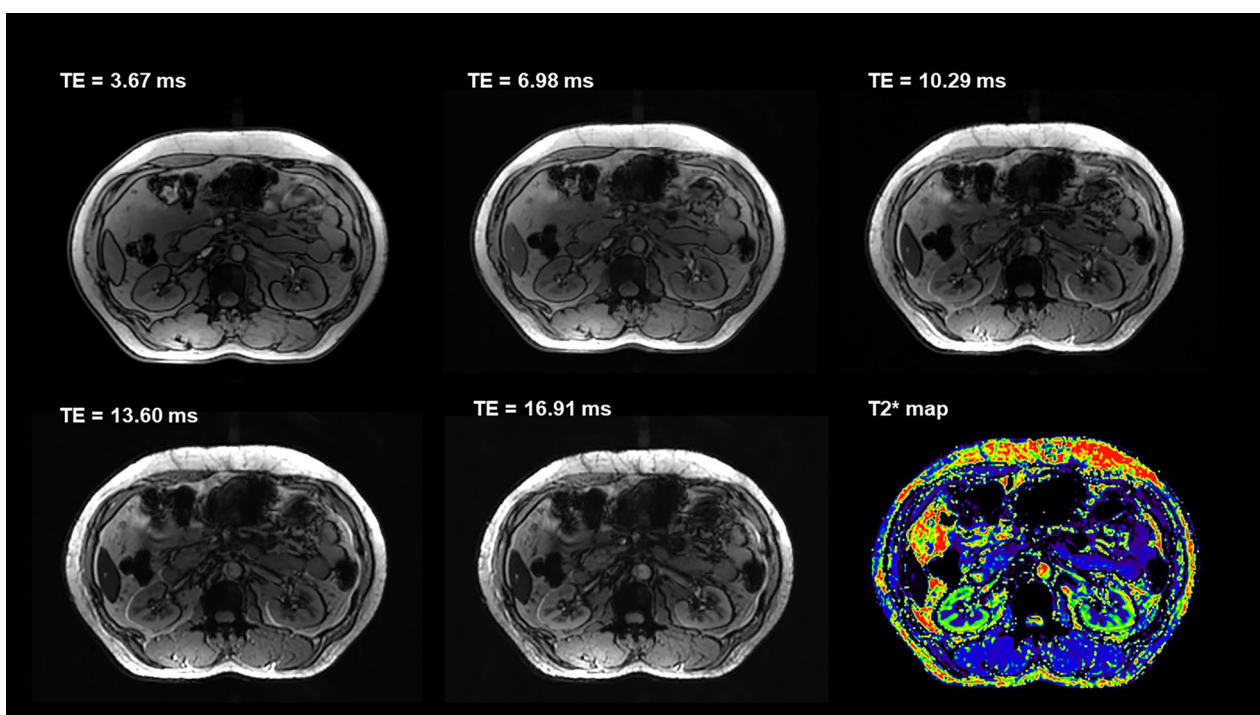 TE = 3.67 ms
TE = 6.98 ms
TE = 10.29 ms
TE = 13.60 ms
TE = 16.91 ms
T2* map